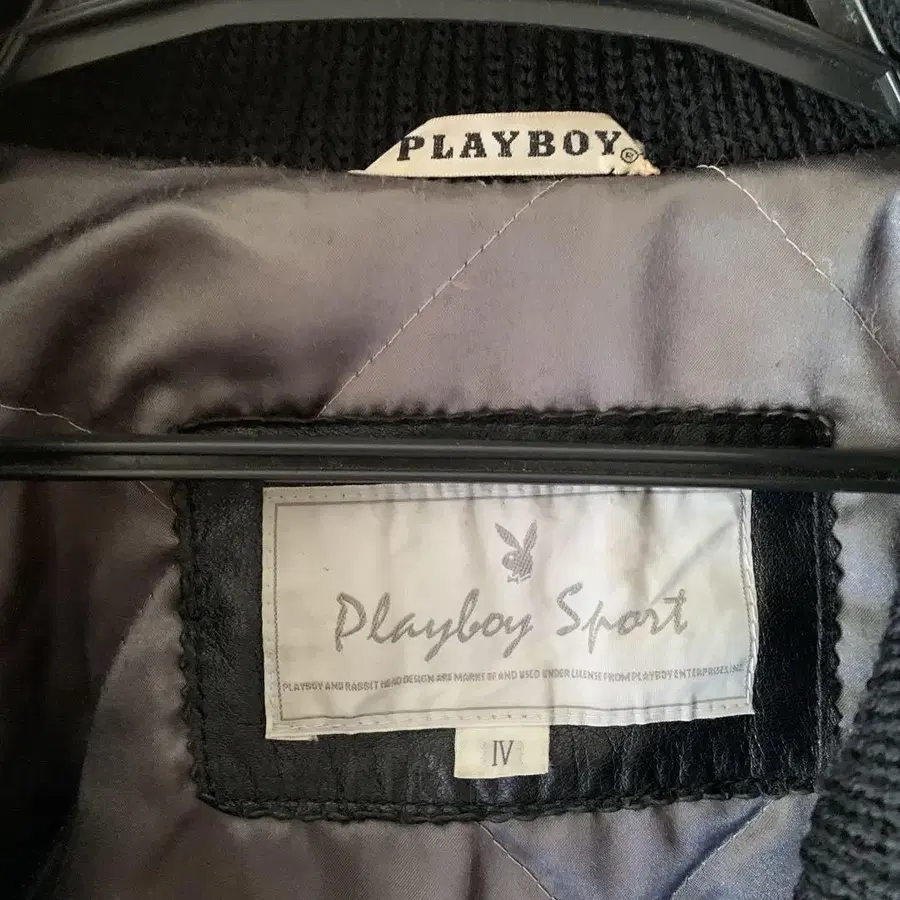 PLAYBOY®
Playboy Sport
PLAYBOY AND RABBIT HEAD DESIGN ARE MARKS OF AND USED UNDER LICENSE FROM PLAYBOY ENTERPRISES, INC
IV